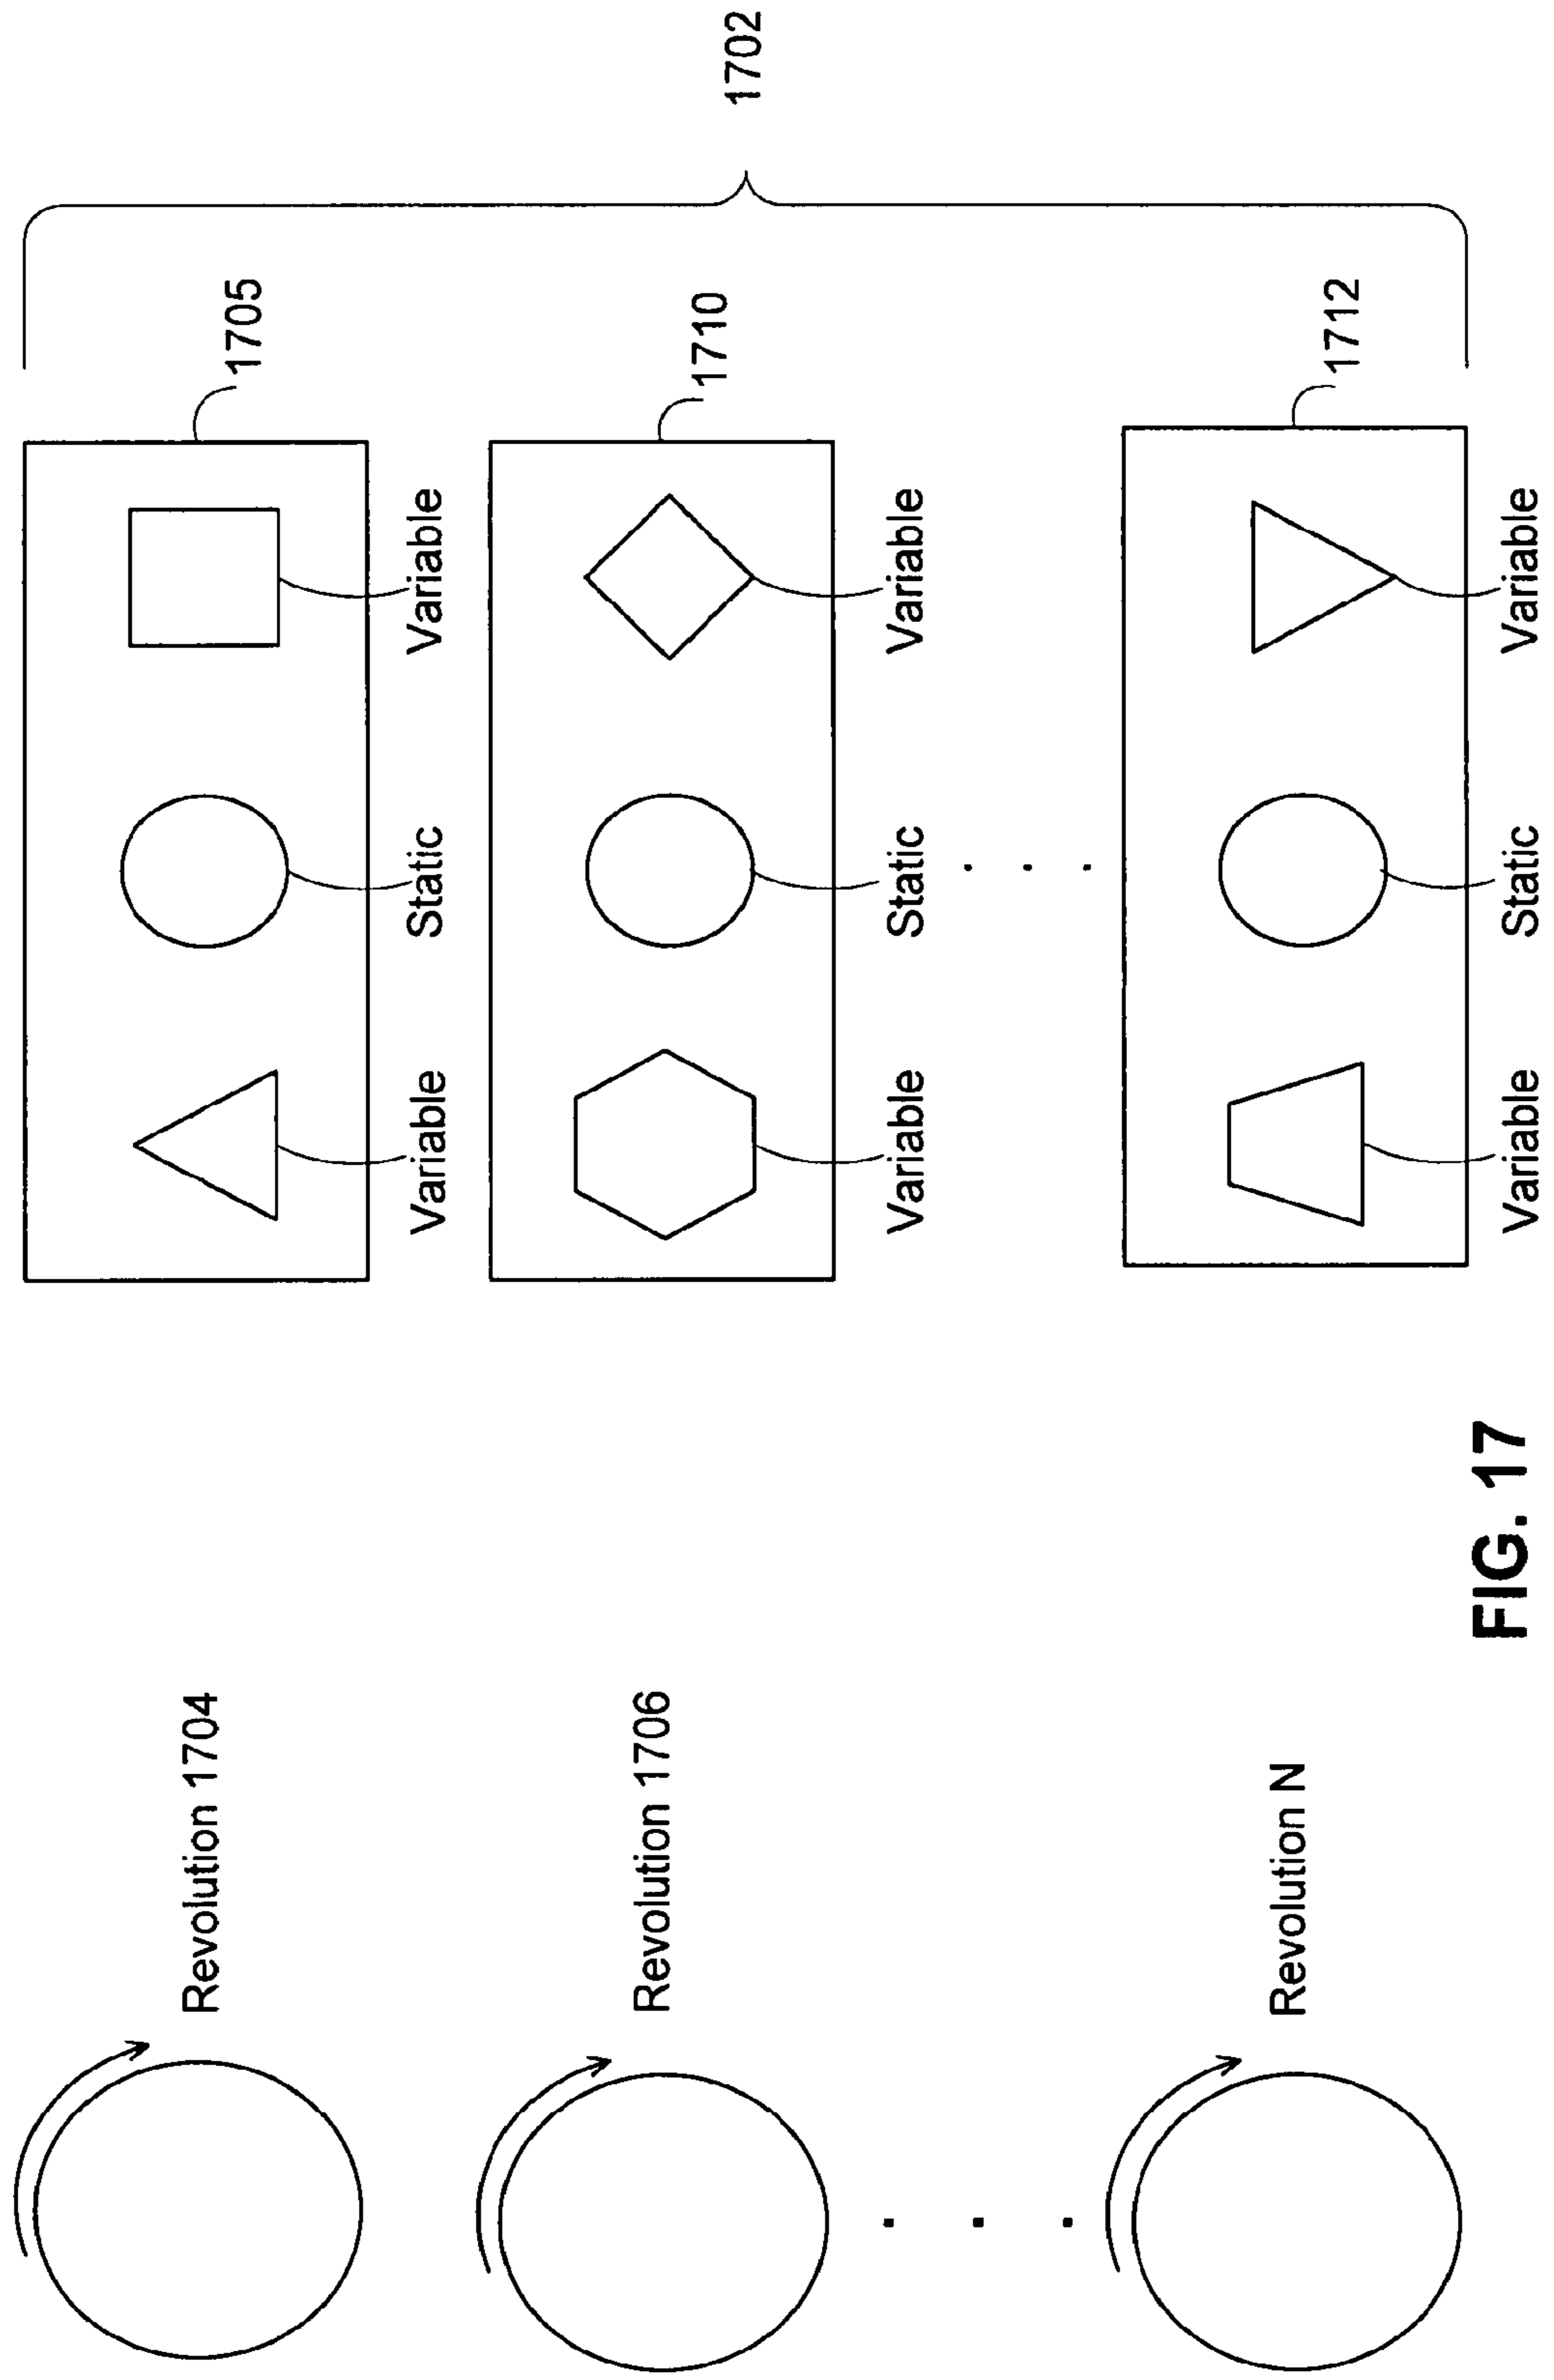 Revolution 1704
1705
Variable
Static
Variable
1702
Revolution 1706
1710
Variable
Static
Variable
Revolution N
1712
Variable
Static
Variable
FIG. 17